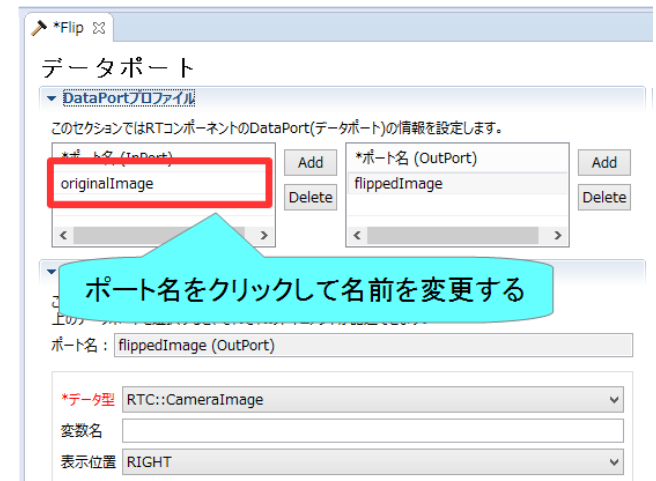 *Flip
データポート
DataPortプロファイル
このセクションではRTコンポーネントのDataPort(データポート)の情報を設定します。
*ポート名 (InPort)
Add
*ポート名 (OutPort)
Add
originalImage
Delete
flippedImage
Delete
ポート名をクリックして名前を変更する
ポート名： flippedImage (OutPort)
*データ型 RTC::CameraImage
変数名
表示位置 RIGHT